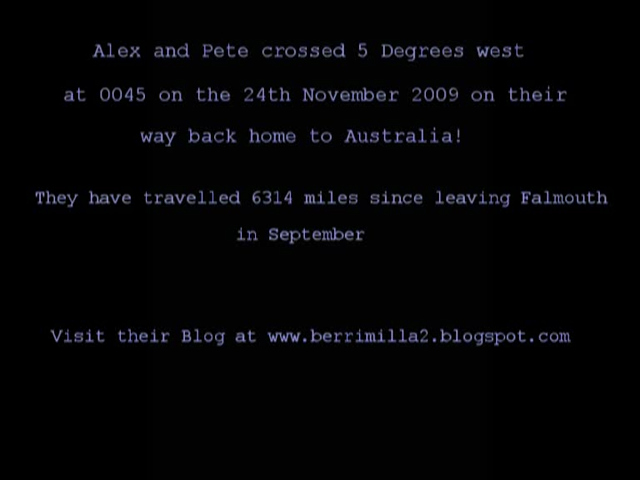 Alex and Pete crossed 5 Degrees west
at 0045 on the 24th November 2009 on their
way back home to Australia!
They have travelled 6314 miles since leaving Falmouth
in September
Visit their Blog at www.berrimilla2.blogspot.com